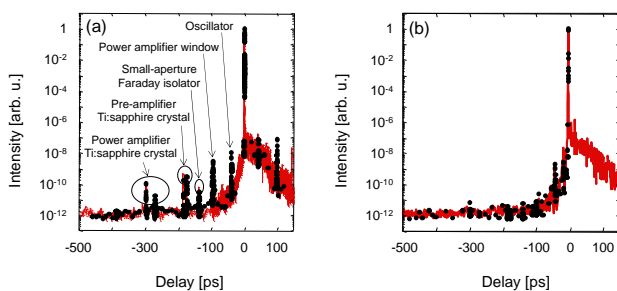 (a)
Oscillator
Power amplifier window
Small-aperture
Faraday isolator
Pre-amplifier
Ti:sapphire crystal
Power amplifier
Ti:sapphire crystal
Intensity [arb. u.]
1
10-2
10-4
10-6
10-8
10-10
10-12
-500
-300
-100
0
100
Delay [ps]
(b)
Intensity [arb. u.]
1
10-2
10-4
10-6
10-8
10-10
10-12
-500
-300
-100
0
100
Delay [ps]